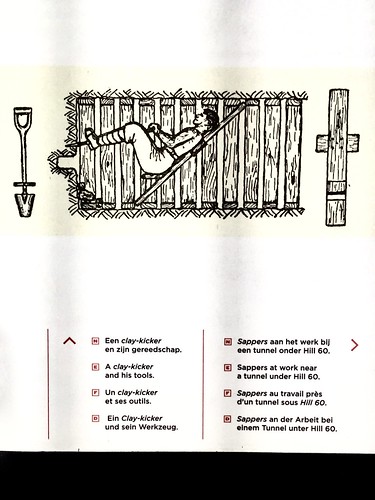 N Een clay-kicker
en zijn gereedschap.
E A clay-kicker
and his tools.
F Un clay-kicker
et ses outils.
D Ein Clay-kicker
und sein Werkzeug.
N Sappers aan het werk bij
een tunnel onder Hill 60.
E Sappers at work near
a tunnel under Hill 60.
F Sappers au travail près
d'un tunnel sous Hill 60.
D Sappers an der Arbeit bei
einem Tunnel unter Hill 60.